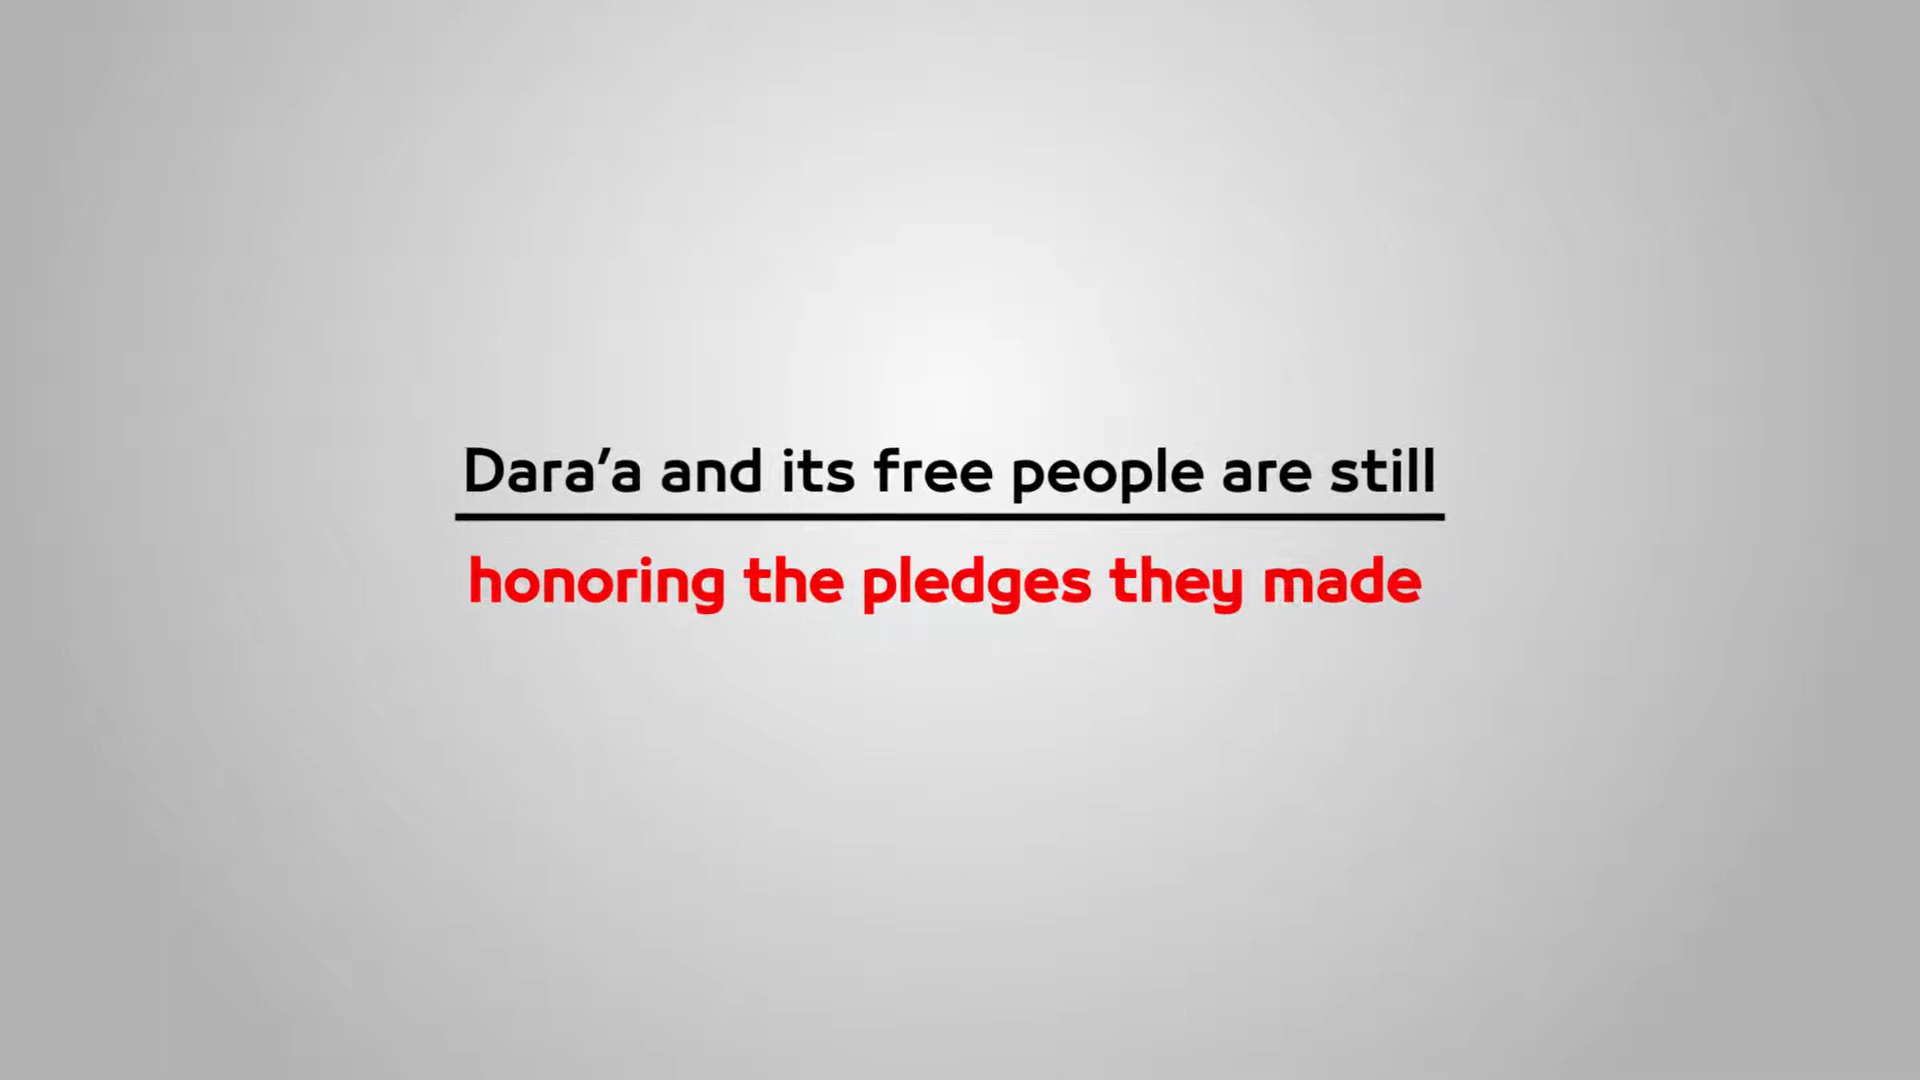 Dara’a and its free people are still
honoring the pledges they made